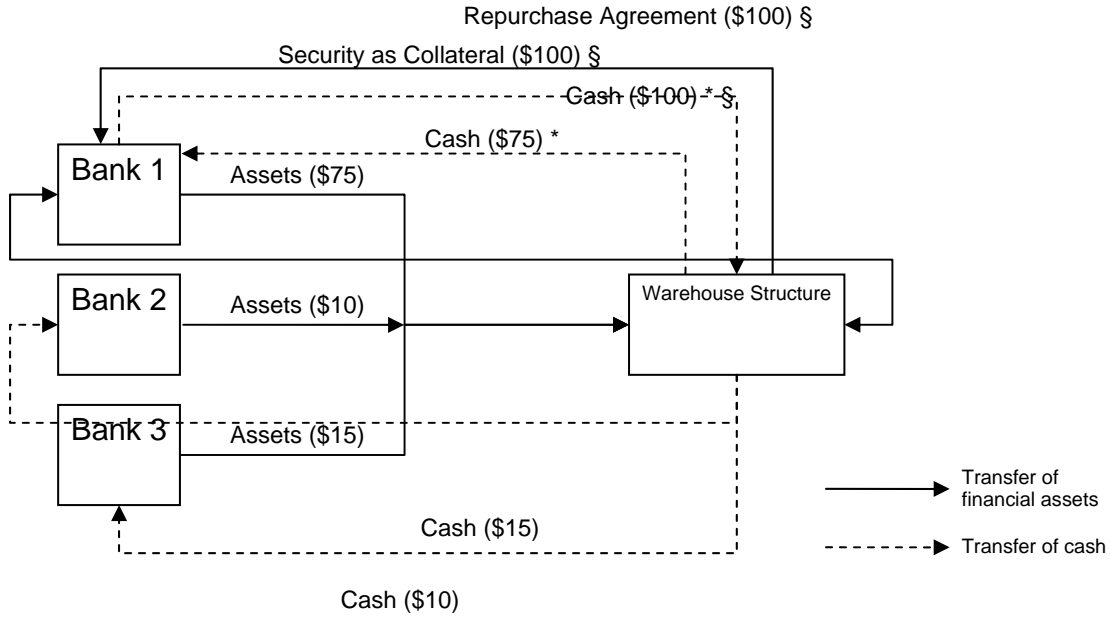 Repurchase Agreement ($100) §
Security as Collateral ($100) §
Cash ($100) * §
Cash ($75) *
Bank 1
Assets ($75)
Bank 2
Assets ($10)
Warehouse Structure
Bank 3
Assets ($15)
Transfer of
financial assets
Cash ($15)
Transfer of cash
Cash ($10)